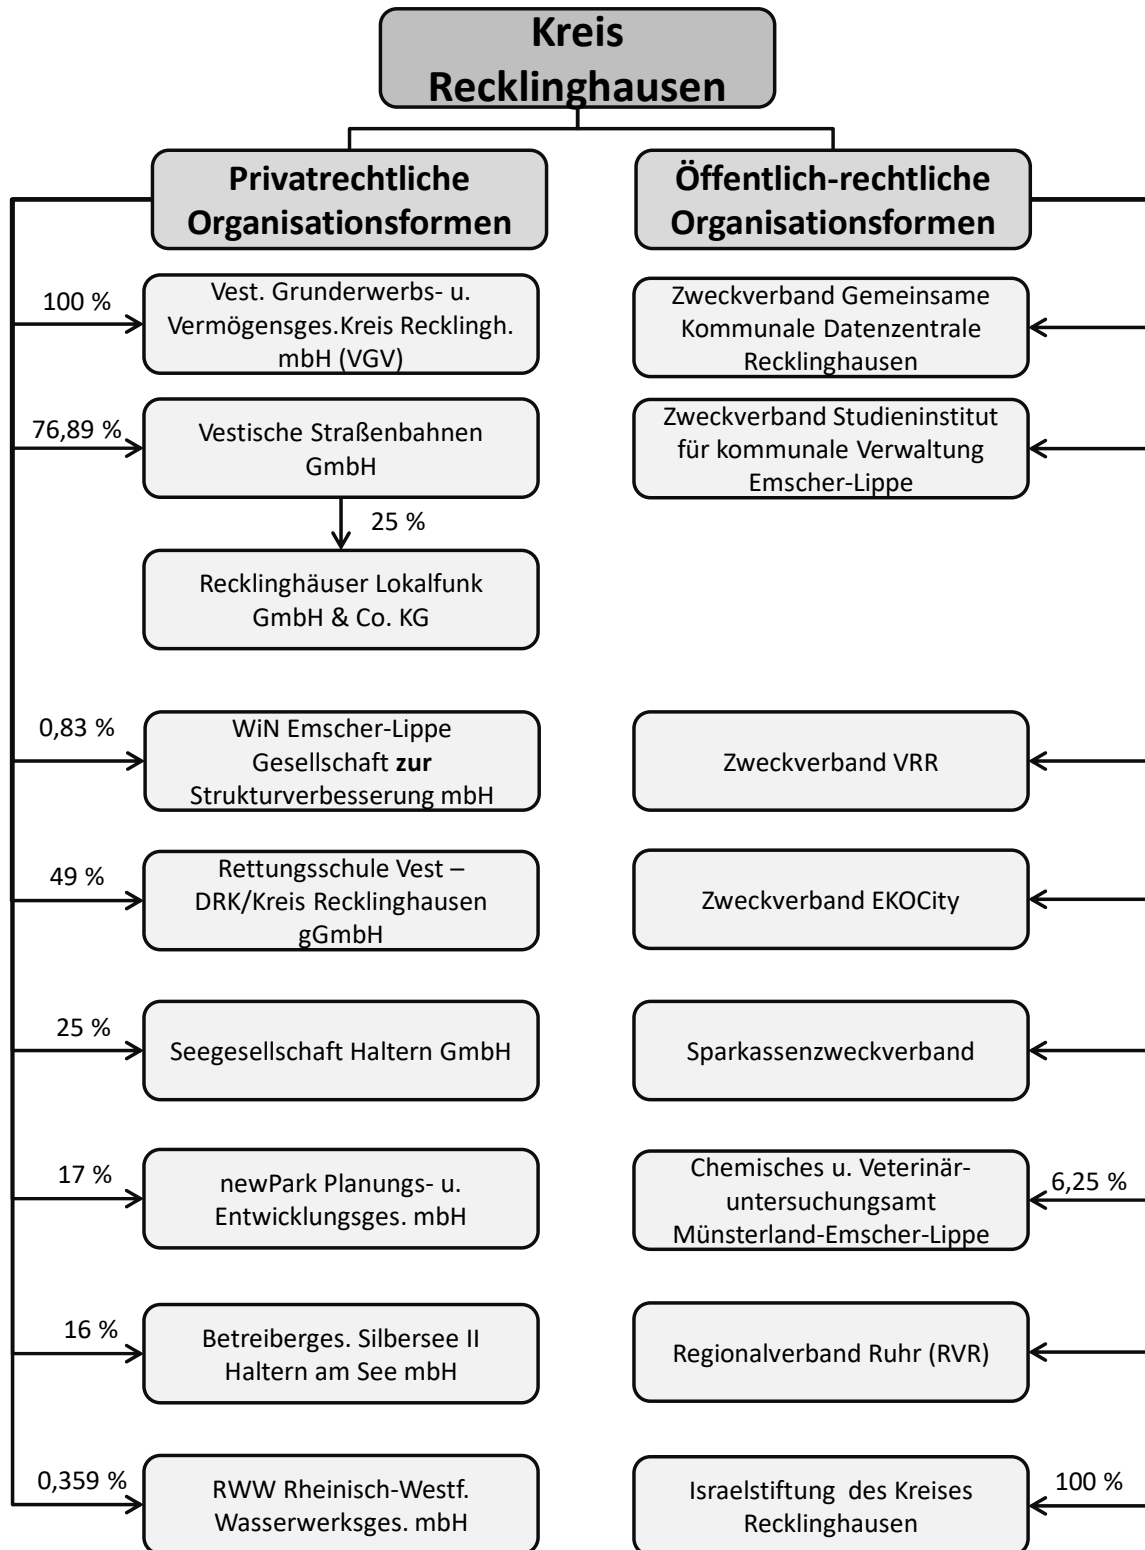 Kreis
Recklinghausen
Privatrechtliche
Organisationsformen
Öffentlich-rechtliche
Organisationsformen
100 %
Vest. Grunderwerbs- u.
Vermögensges.Kreis Recklingh.
mbH (VGV)
Zweckverband Gemeinsame
Kommunale Datenzentrale
Recklinghausen
76,89 %
Vestische Straßenbahnen
GmbH
Zweckverband Studieninstitut
für kommunale Verwaltung
Emscher-Lippe
25 %
Recklinghäuser Lokalfunk
GmbH & Co. KG
0,83 %
WiN Emscher-Lippe
Gesellschaft zur
Strukturverbesserung mbH
Zweckverband VRR
49 %
Rettungsschule Vest –
DRK/Kreis Recklinghausen
gGmbH
Zweckverband EKOCity
25 %
Seegesellschaft Haltern GmbH
Sparkassenzweckverband
17 %
newPark Planungs- u.
Entwicklungsges. mbH
Chemisches u. Veterinär-
untersuchungsamt
Münsterland-Emscher-Lippe
6,25 %
16 %
Betreiberges. Silbersee II
Haltern am See mbH
Regionalverband Ruhr (RVR)
0,359 %
RWW Rheinisch-Westf.
Wasserwerksges. mbH
Israelstiftung des Kreises
Recklinghausen
100 %